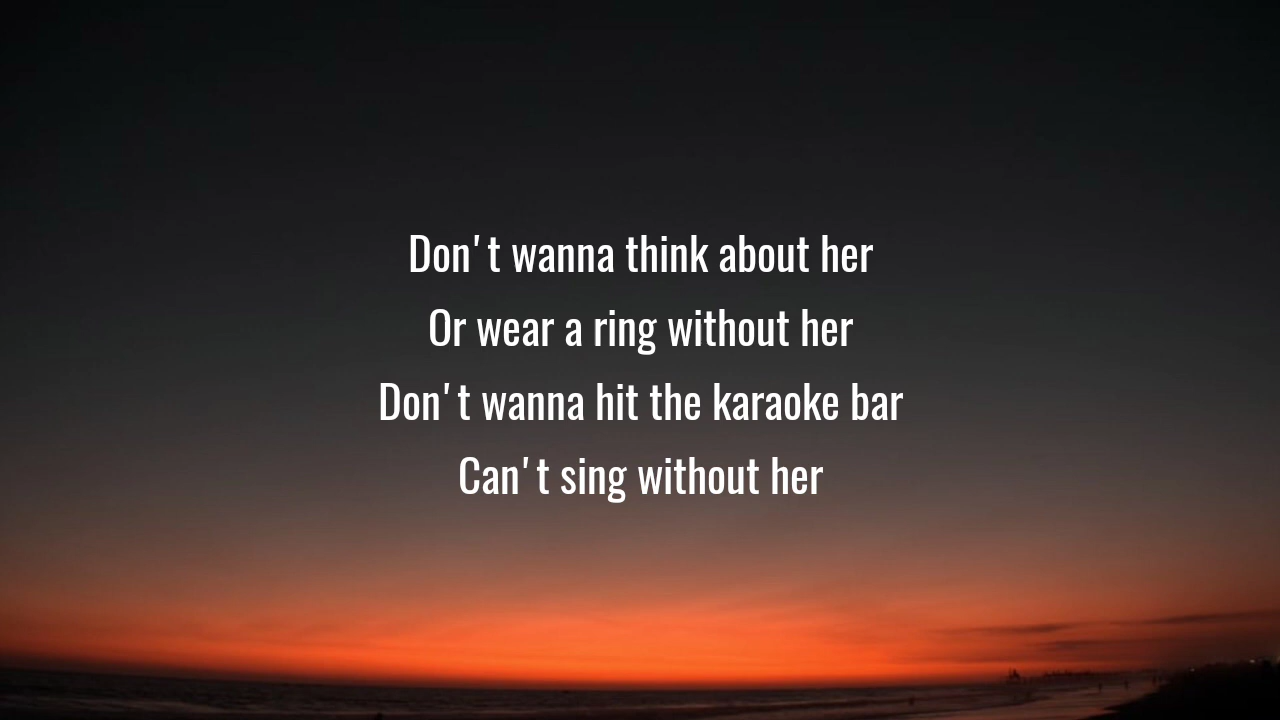 Don't wanna think about her
Or wear a ring without her
Don't wanna hit the karaoke bar
Can't sing without her